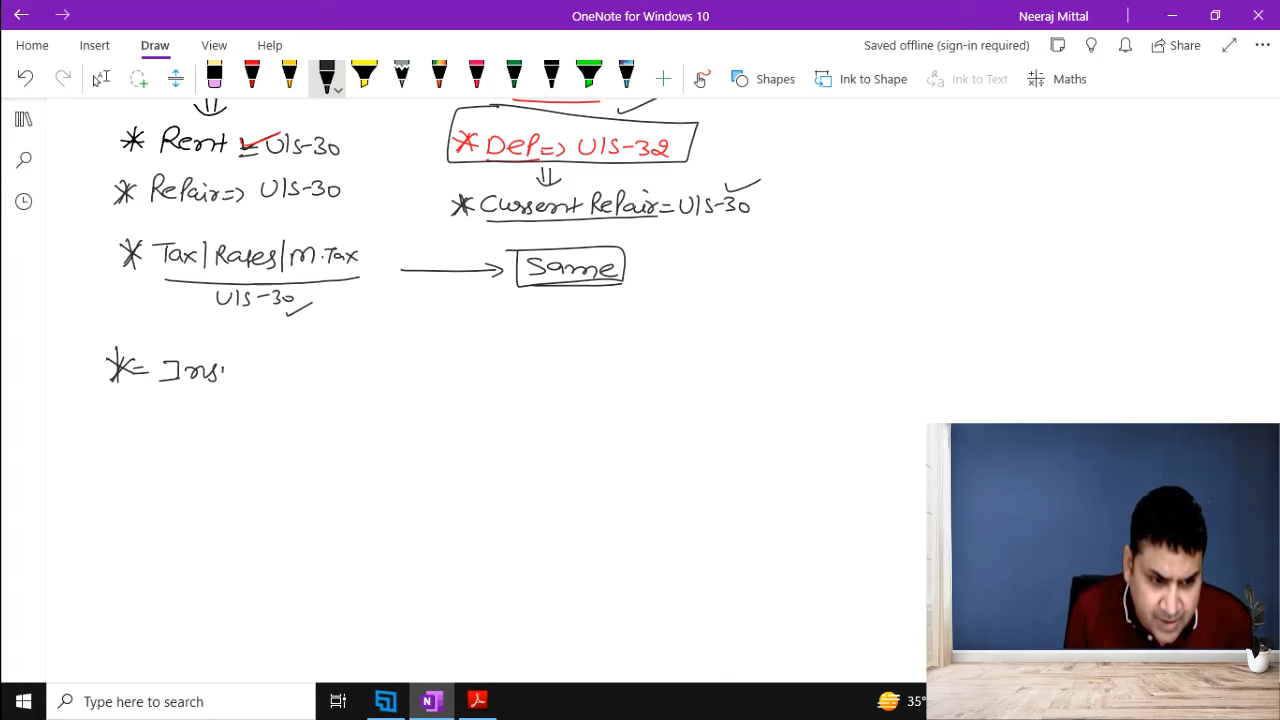 OneNote for Windows 10
Neeraj Mittal
Home Insert Draw View Help
Saved offline (sign-in required)
Share
Shapes
Ink to Shape
Ink to Text
Maths
* Rent = U/S-30
* Dep => U/S-32
* Repair => U/S-30
* Current Repair = U/S-30
* Tax/Rates/M.Tax
Same
U/S-30
*= Ins.
Type here to search
35°